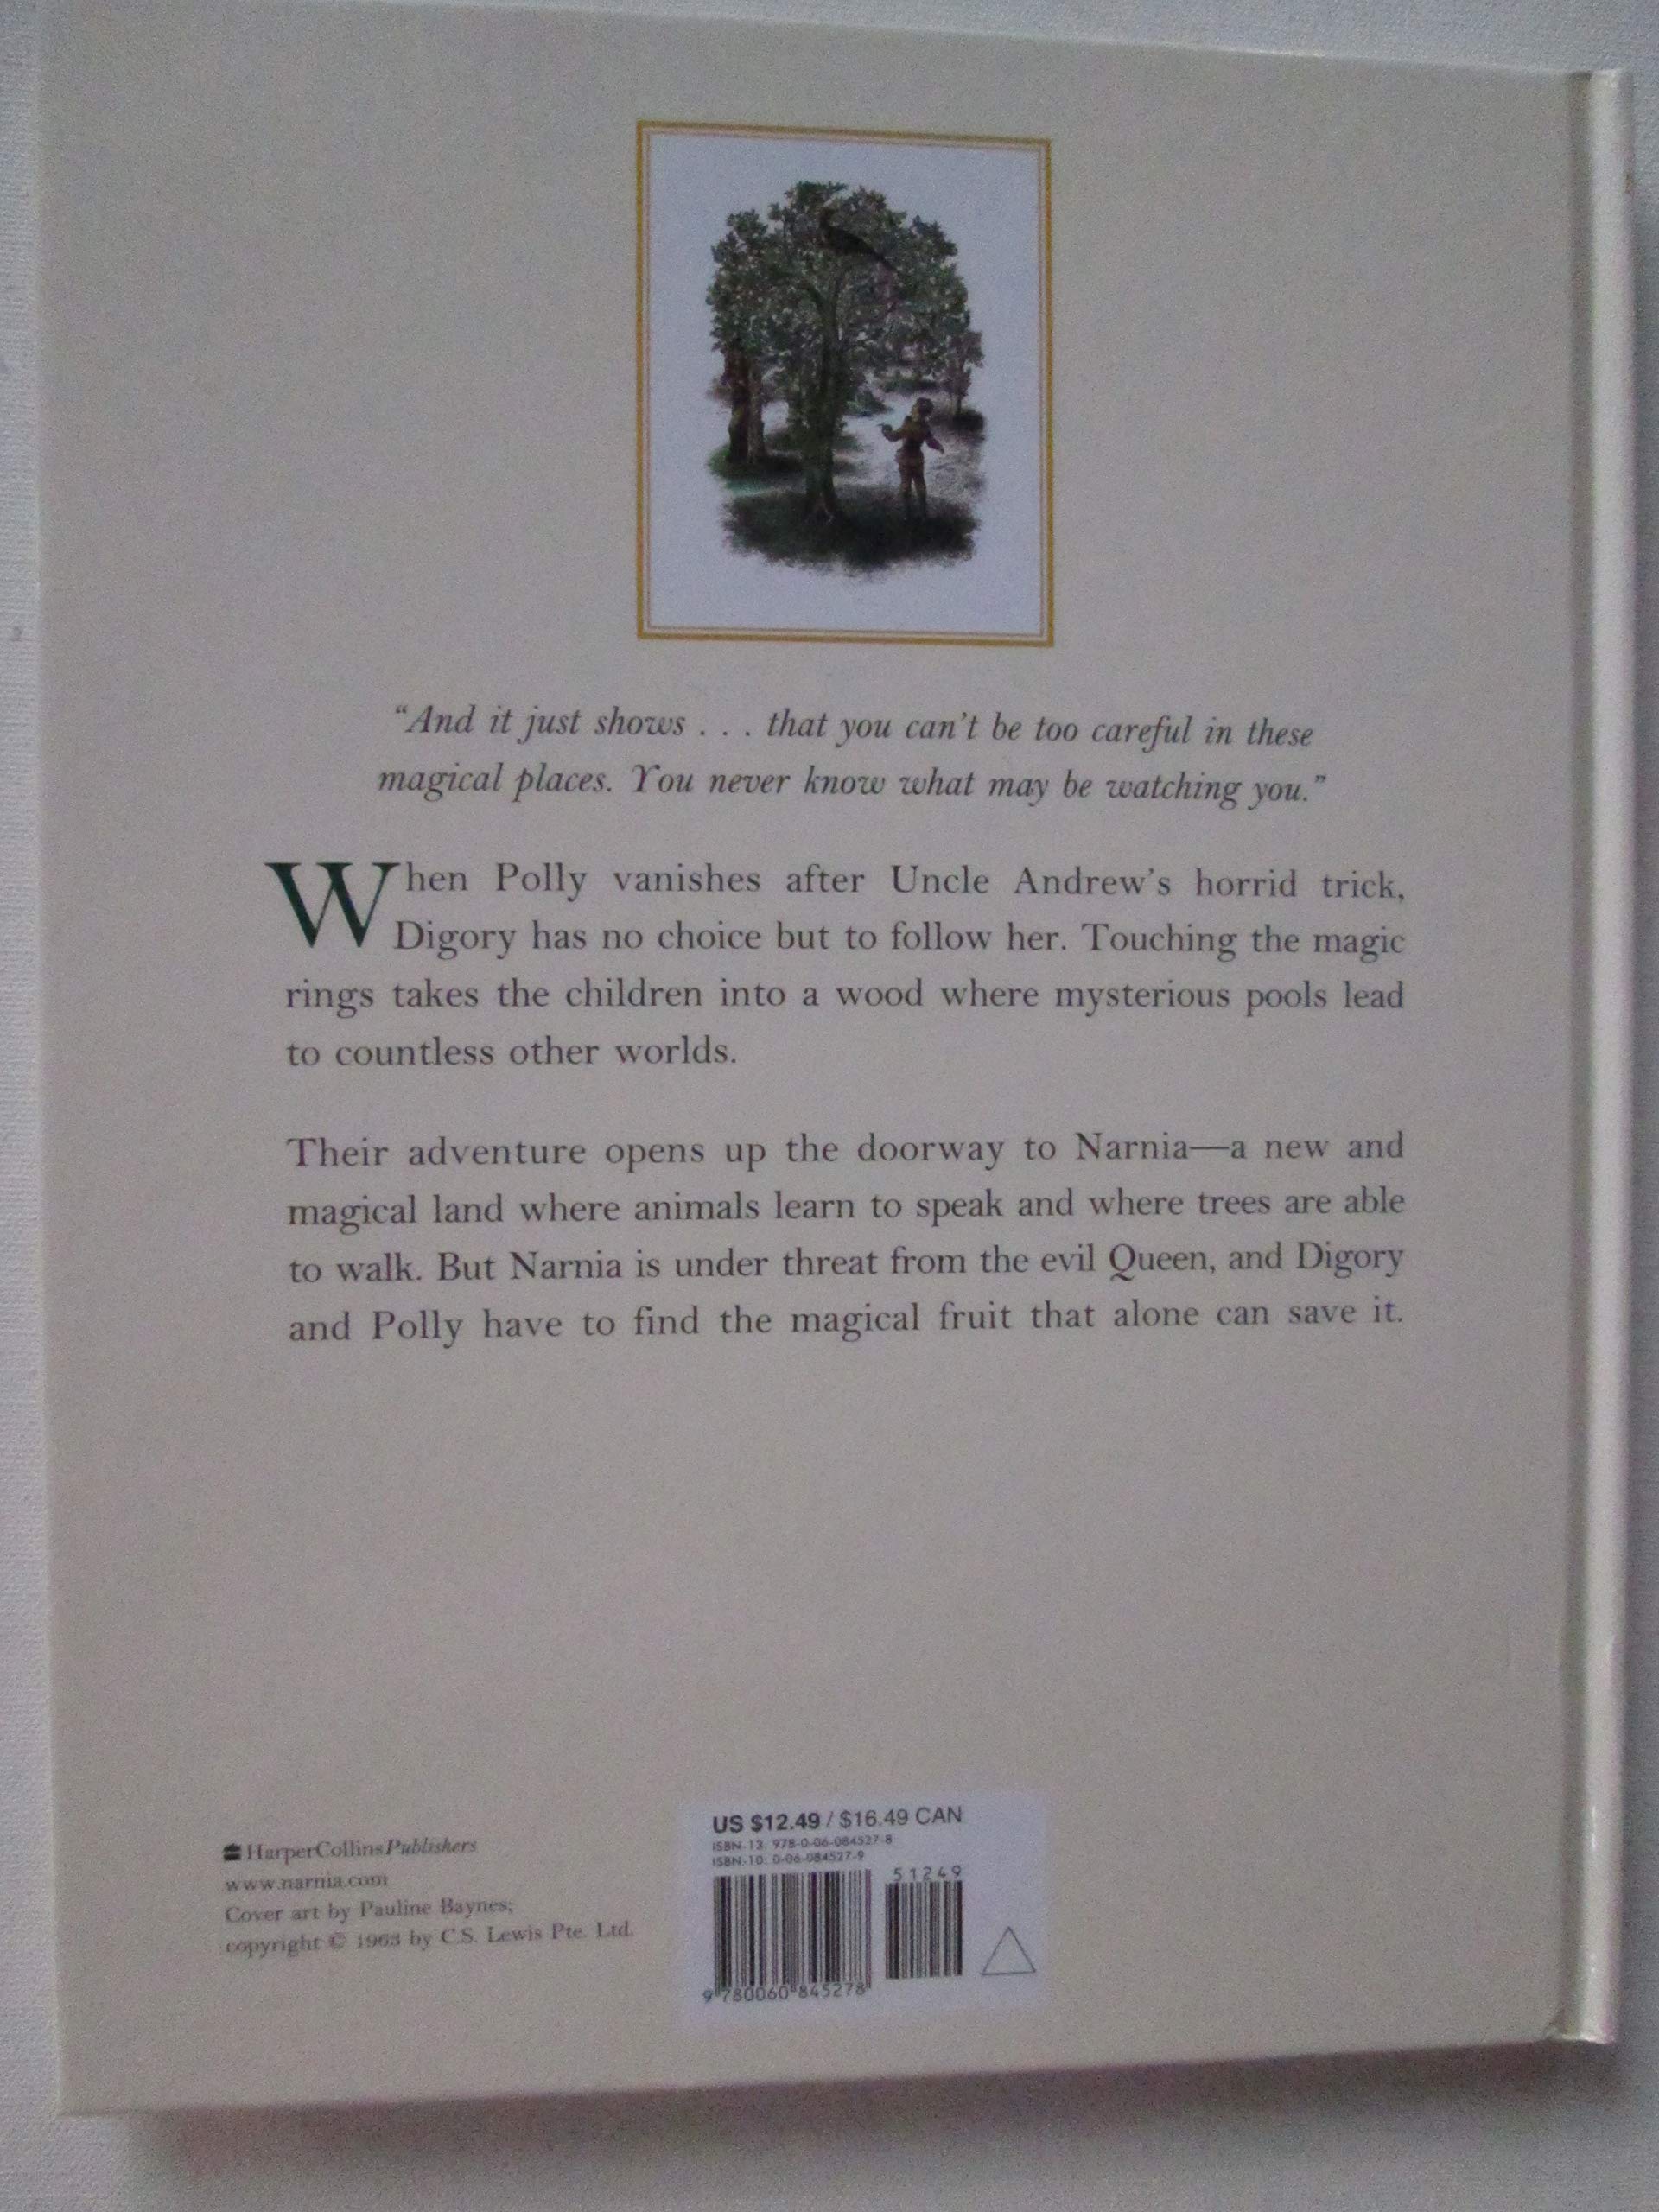 “And it just shows . . . that you can’t be too careful in these
magical places. You never know what may be watching you.”
When Polly vanishes after Uncle Andrew’s horrid trick,
Digory has no choice but to follow her. Touching the magic
rings takes the children into a wood where mysterious pools lead
to countless other worlds.
Their adventure opens up the doorway to Narnia—a new and
magical land where animals learn to speak and where trees are able
to walk. But Narnia is under threat from the evil Queen, and Digory
and Polly have to find the magical fruit that alone can save it.
HarperCollinsPublishers
www.narnia.com
Cover art by Pauline Baynes;
copyright © 1963 by C.S. Lewis Pte. Ltd.
US $12.49 / $16.49 CAN
ISBN-13: 978-0-06-084527-8
ISBN-10: 0-06-084527-9
51249
9 780060 845278